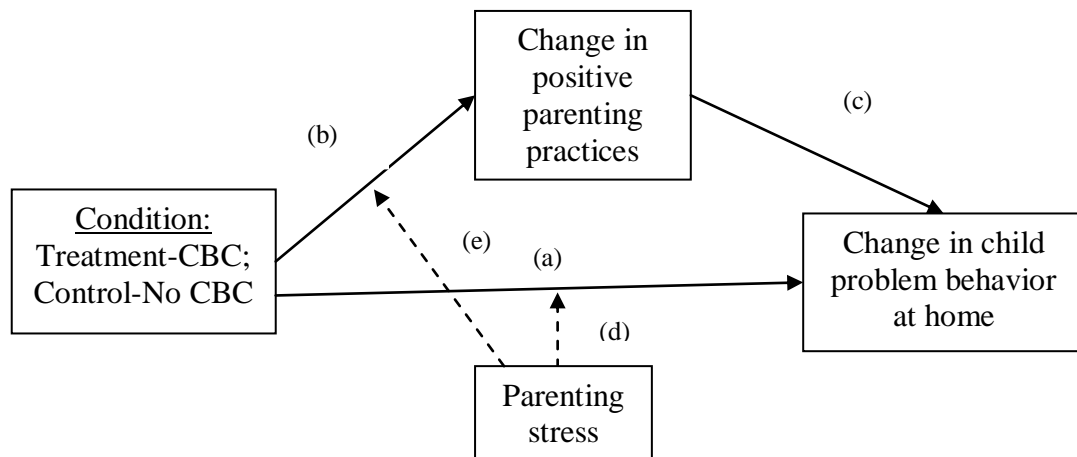 Change in
positive
parenting
practices
(b)
(c)
Condition:
Treatment-CBC;
Control-No CBC
(e)
(a)
Change in child
problem behavior
at home
(d)
Parenting
stress